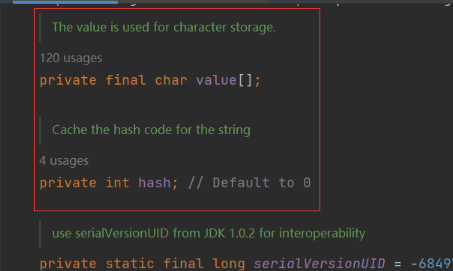 The value is used for character storage.
120 usages
private final char value[];
Cache the hash code for the string
4 usages
private int hash; // Default to 0
use serialVersionUID from JDK 1.0.2 for interoperability
private static final long serialVersionUID = -6849